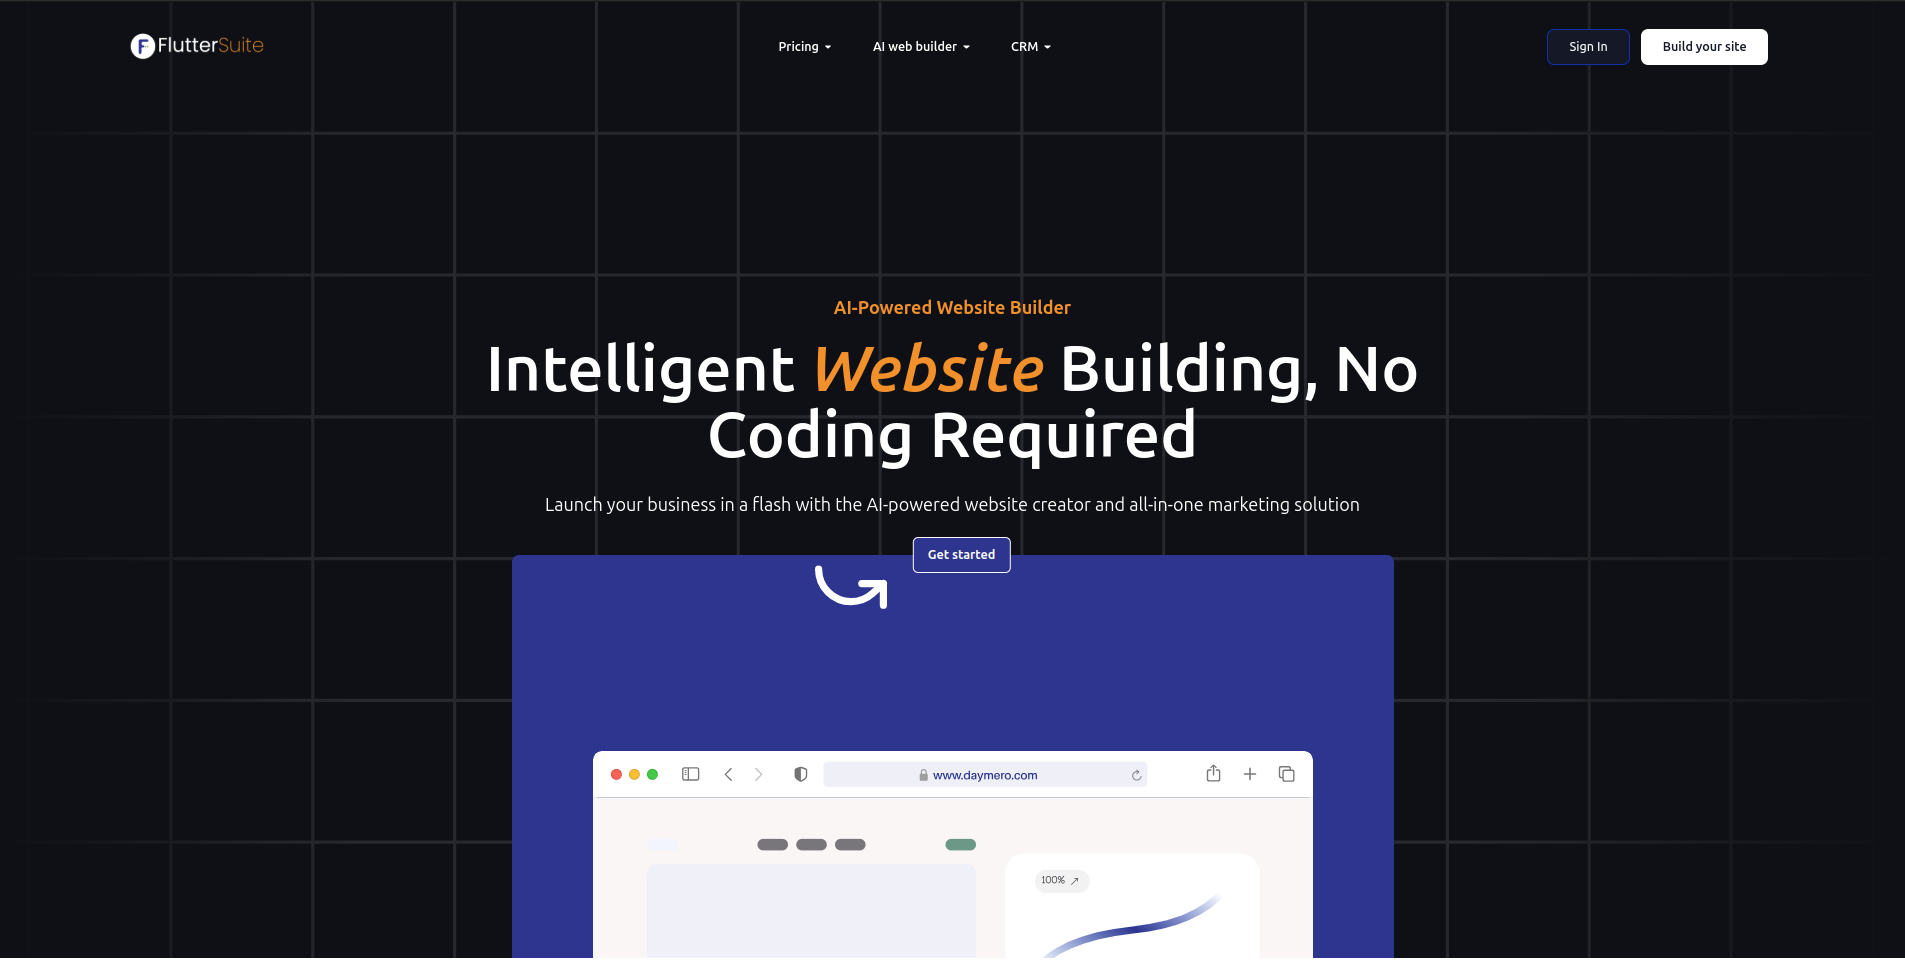 FlutterSuite
Pricing
AI web builder
CRM
Sign In
Build your site
AI-Powered Website Builder
Intelligent Website Building, No
Coding Required
Launch your business in a flash with the AI-powered website creator and all-in-one marketing solution
Get started
www.daymero.com
100%